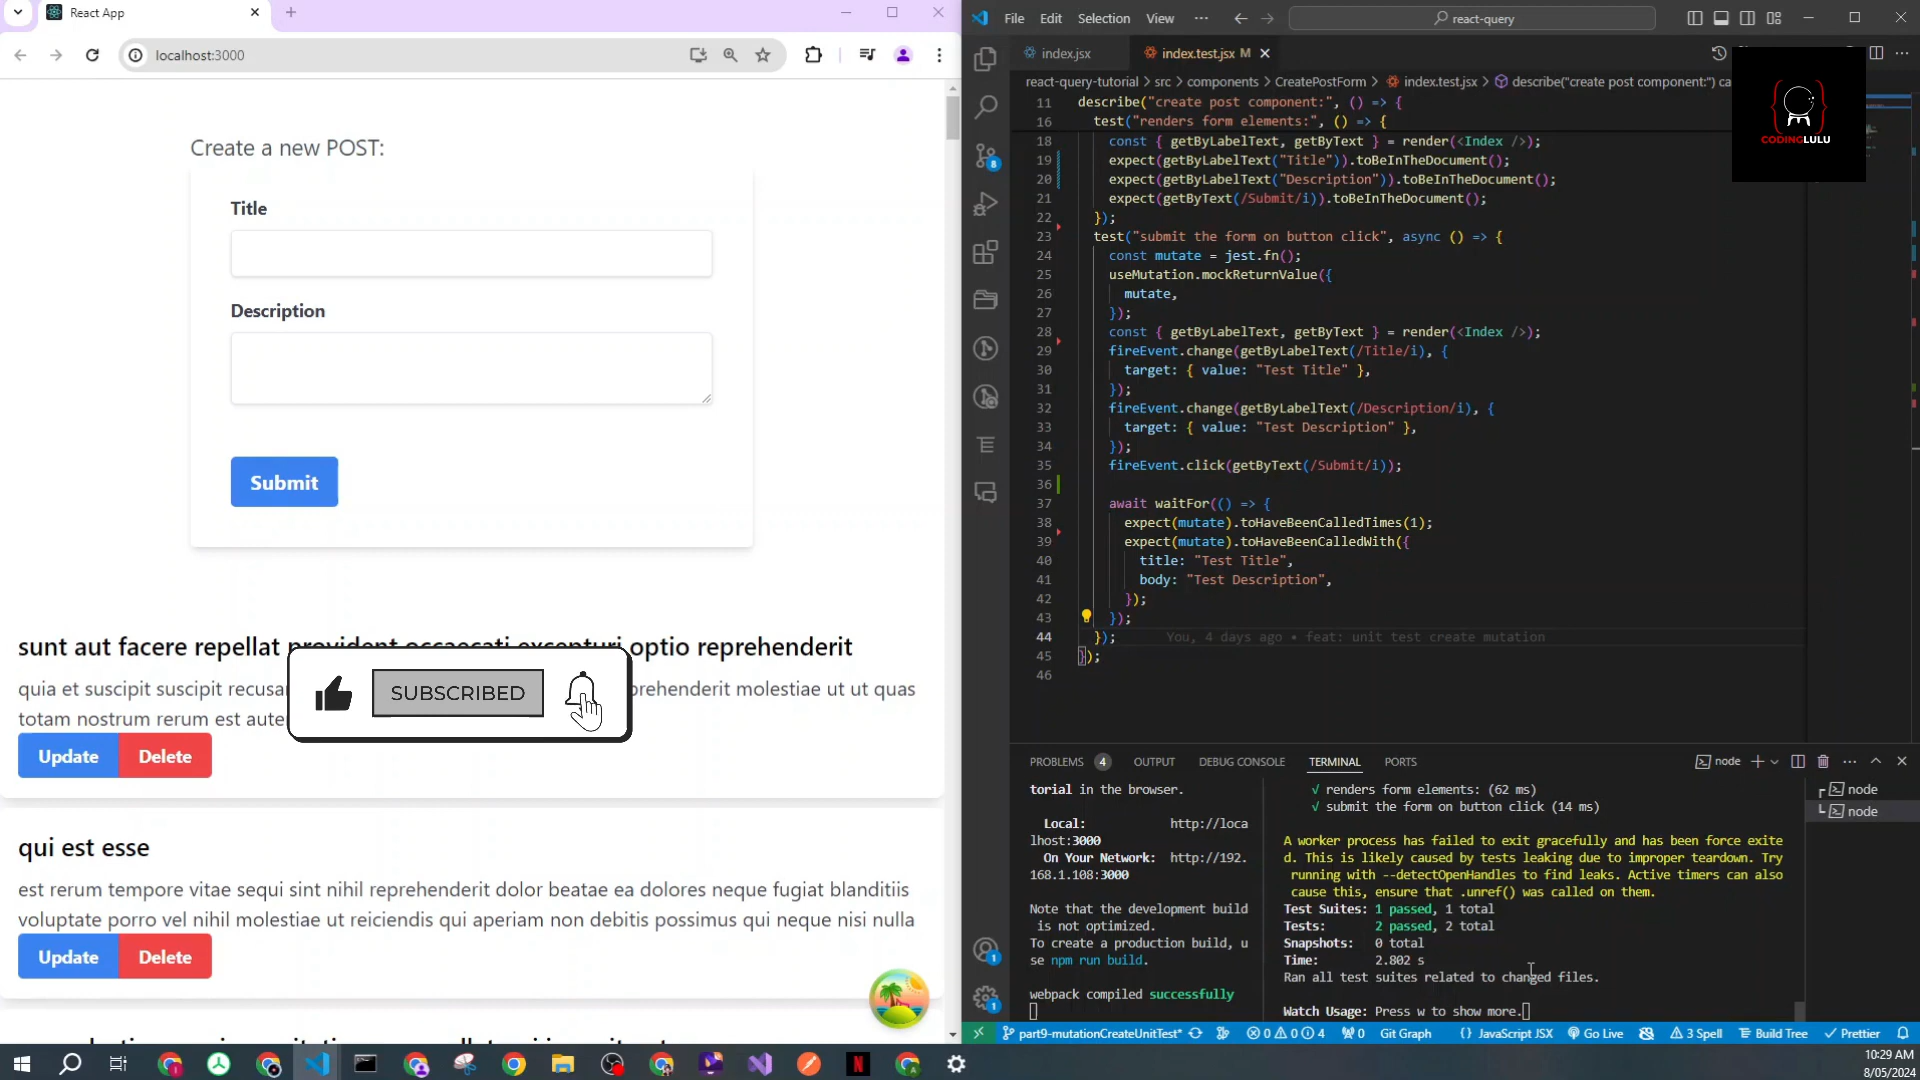 React App
localhost:3000
Create a new POST:
Title
Description
Submit
sunt aut facere repellat provident occaecati excepturi optio reprehenderit
quia et suscipit suscipit recusa
rehenderit molestiae ut ut quas
totam nostrum rerum est aute
SUBSCRIBED
Update
Delete
qui est esse
est rerum tempore vitae sequi sint nihil reprehenderit dolor beatae ea dolores neque fugiat blanditiis
voluptate porro vel nihil molestiae ut reiciendis qui aperiam non debitis possimus qui neque nisi nulla
Update
Delete
File Edit Selection View ...
react-query
index.jsx
index.test.jsx M
react-query-tutorial > src > components > CreatePostForm > index.test.jsx > describe("create post component:") ca
CODINGLULU
11 describe("create post component:", () => {
16 test("renders form elements:", () => {
18 const { getByLabelText, getByText } = render(<Index />);
19 expect(getByLabelText("Title")).toBeInTheDocument();
20 expect(getByLabelText("Description")).toBeInTheDocument();
21 expect(getByText(/Submit/i)).toBeInTheDocument();
22 });
23 test("submit the form on button click", async () => {
24 const mutate = jest.fn();
25 useMutation.mockReturnValue({
26 mutate,
27 });
28 const { getByLabelText, getByText } = render(<Index />);
29 fireEvent.change(getByLabelText(/Title/i), {
30 target: { value: "Test Title" },
31 });
32 fireEvent.change(getByLabelText(/Description/i), {
33 target: { value: "Test Description" },
34 });
35 fireEvent.click(getByText(/Submit/i));
36
37 await waitFor(() => {
38 expect(mutate).toHaveBeenCalledTimes(1);
39 expect(mutate).toHaveBeenCalledWith({
40 title: "Test Title",
41 body: "Test Description",
42 });
43 });
44 }); You, 4 days ago • feat: unit test create mutation
45 });
46
8
1
1
PROBLEMS 4 OUTPUT DEBUG CONSOLE TERMINAL PORTS
node
torial in the browser.
Local: http://loca
lhost:3000
On Your Network: http://192.
168.1.108:3000
Note that the development build
is not optimized.
To create a production build, u
se npm run build.
webpack compiled successfully
√ renders form elements: (62 ms)
√ submit the form on button click (14 ms)
A worker process has failed to exit gracefully and has been force exite
d. This is likely caused by tests leaking due to improper teardown. Try
running with --detectOpenHandles to find leaks. Active timers can also
cause this, ensure that .unref() was called on them.
Test Suites: 1 passed, 1 total
Tests: 2 passed, 2 total
Snapshots: 0 total
Time: 2.802 s
Ran all test suites related to changed files.
Watch Usage: Press w to show more.
node
node
part9-mutationCreateUnitTest* 0 0 4 0 Git Graph
{} JavaScript JSX Go Live 3 Spell Build Tree Prettier
10:29 AM
8/05/2024